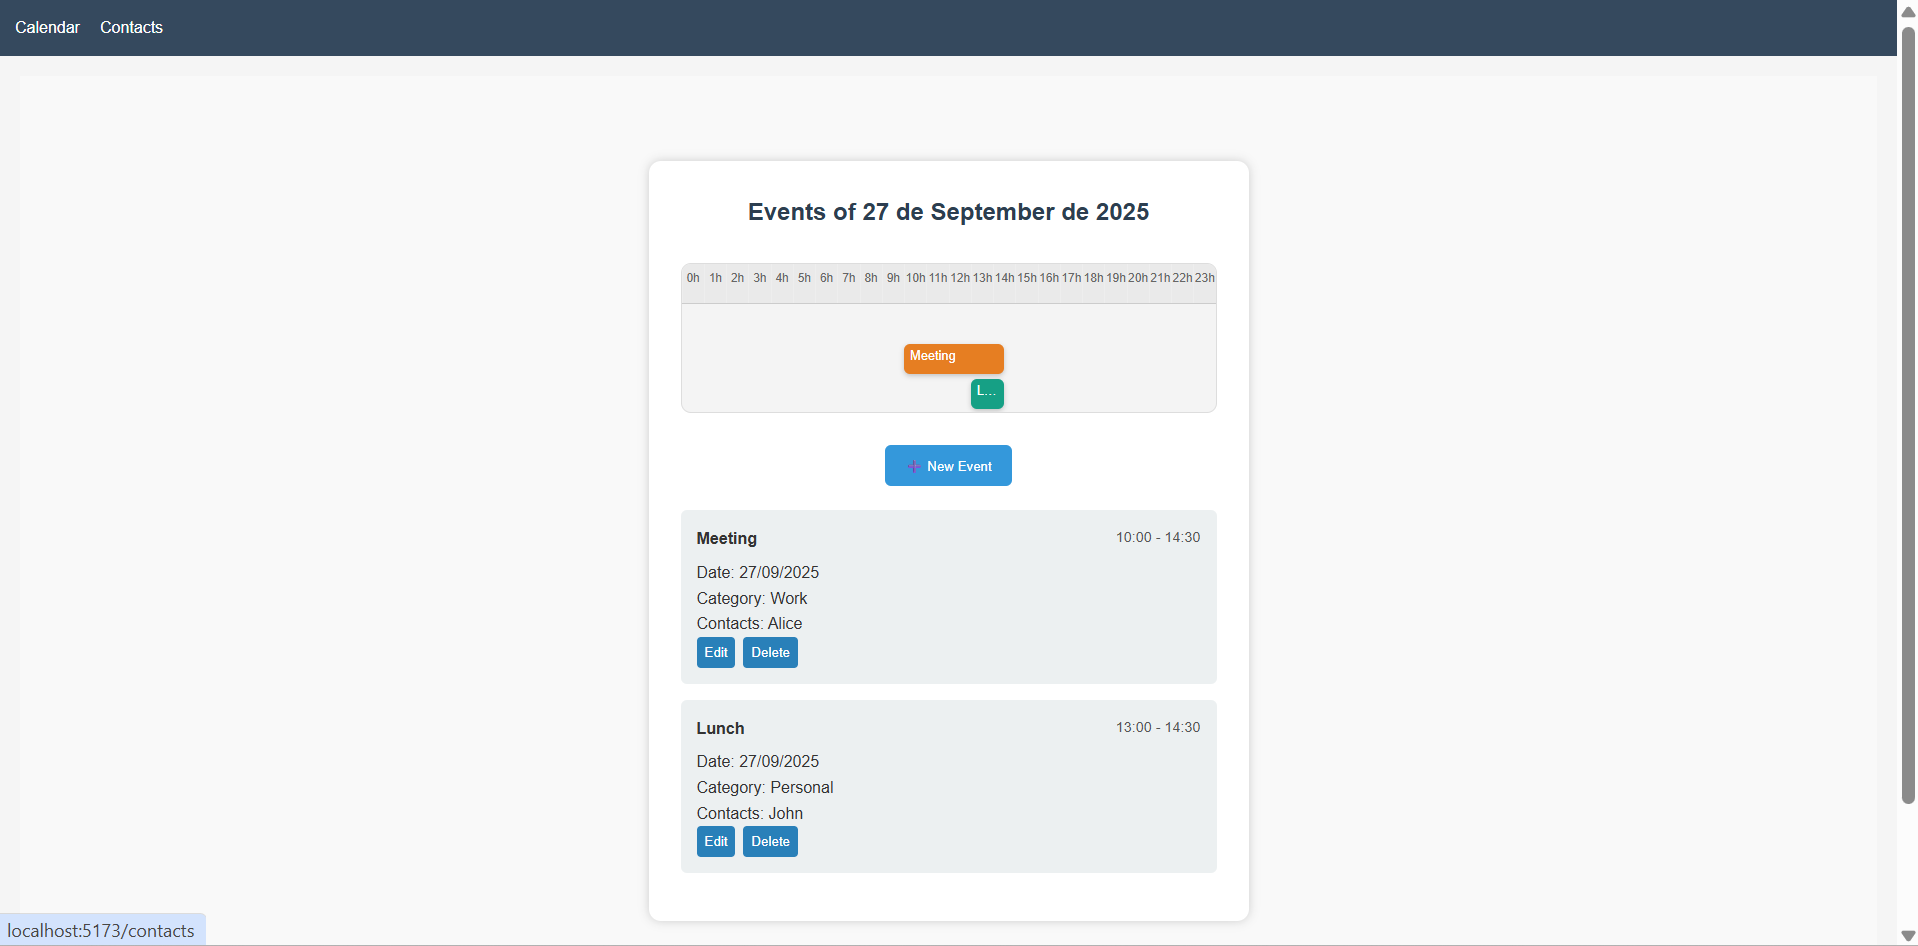 Calendar Contacts
Events of 27 de September de 2025
0h 1h 2h 3h 4h 5h 6h 7h 8h 9h 10h 11h 12h 13h 14h 15h 16h 17h 18h 19h 20h 21h 22h 23h
Meeting
L...
New Event
Meeting 10:00 - 14:30
Date: 27/09/2025
Category: Work
Contacts: Alice
Edit Delete
Lunch 13:00 - 14:30
Date: 27/09/2025
Category: Personal
Contacts: John
Edit Delete
localhost:5173/contacts